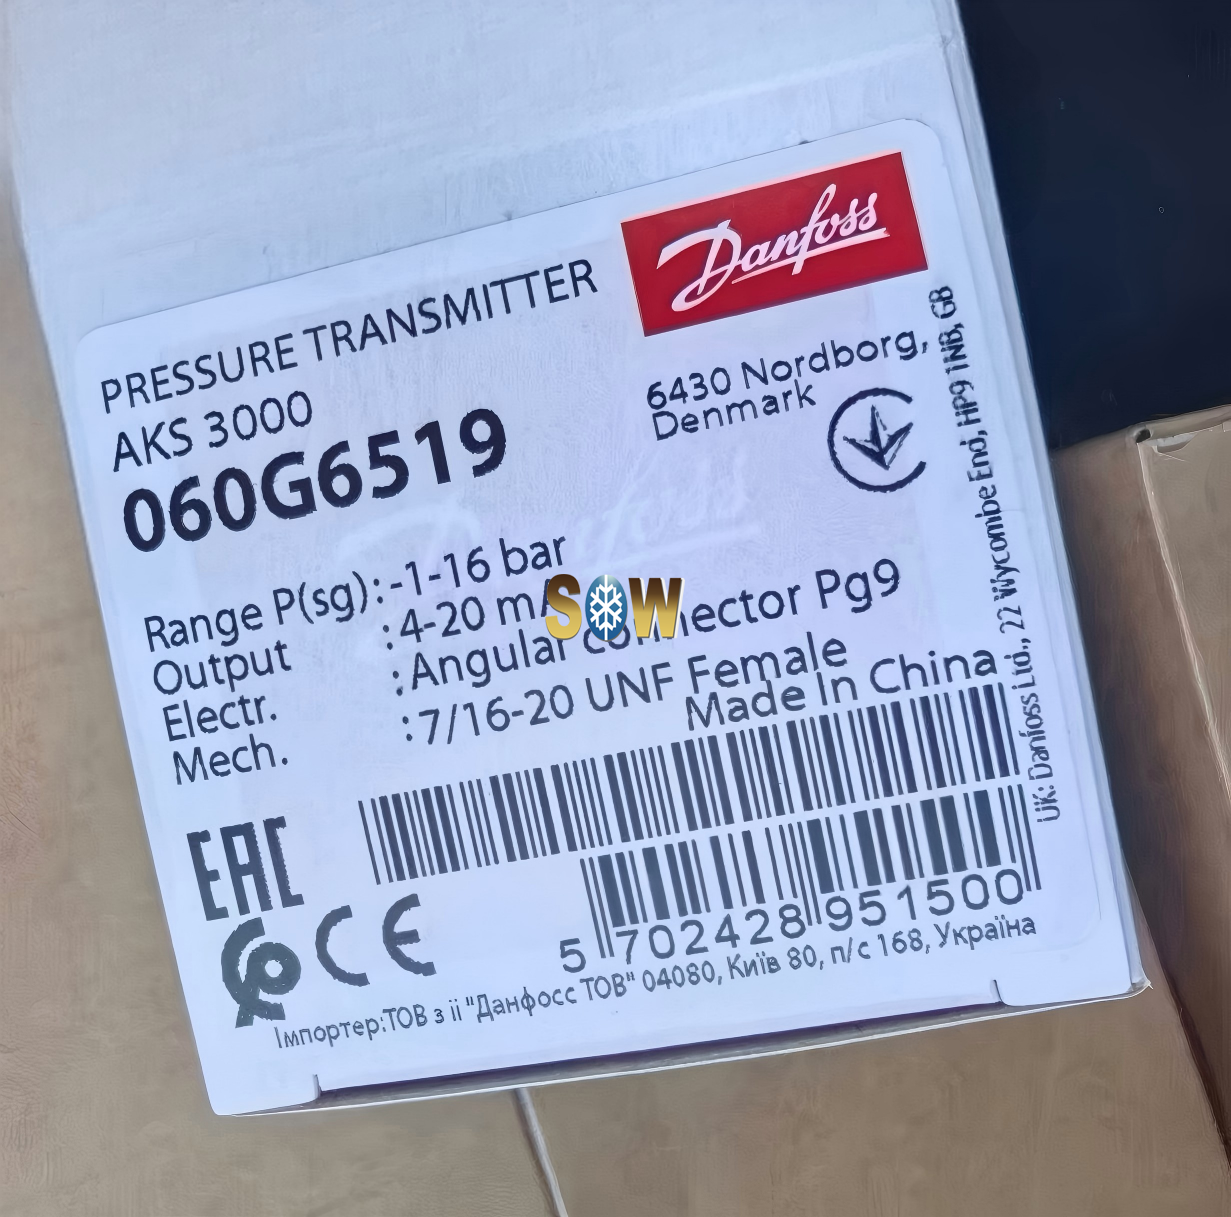 Danfoss
PRESSURE TRANSMITTER
AKS 3000
060G6519
6430 Nordborg,
Denmark
Range P(sg): -1-16 bar
Output : 4-20 mA
Electr. : Angular connector Pg9
Mech. : 7/16-20 UNF Female
Made In China
SOW
EAC
CE
5 702428 951500
Імпортер:ТОВ з іі "Данфосс ТОВ" 04080, Київ 80, п/с 168, Україна
UK: Danfoss Ltd., 22 Wycombe End, HP9 1NB, GB